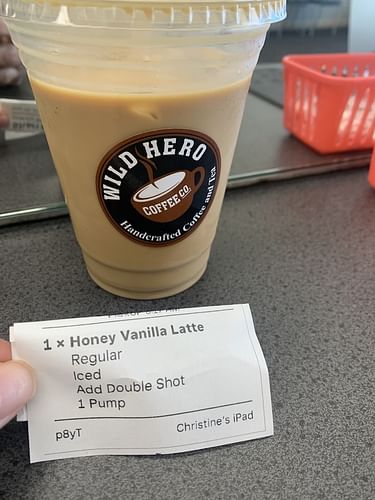 WILD HERO
COFFEE CO.
Handcrafted Coffee and Tea
1 × Honey Vanilla Latte
Regular
Iced
Add Double Shot
1 Pump
p8yT
Christine's iPad